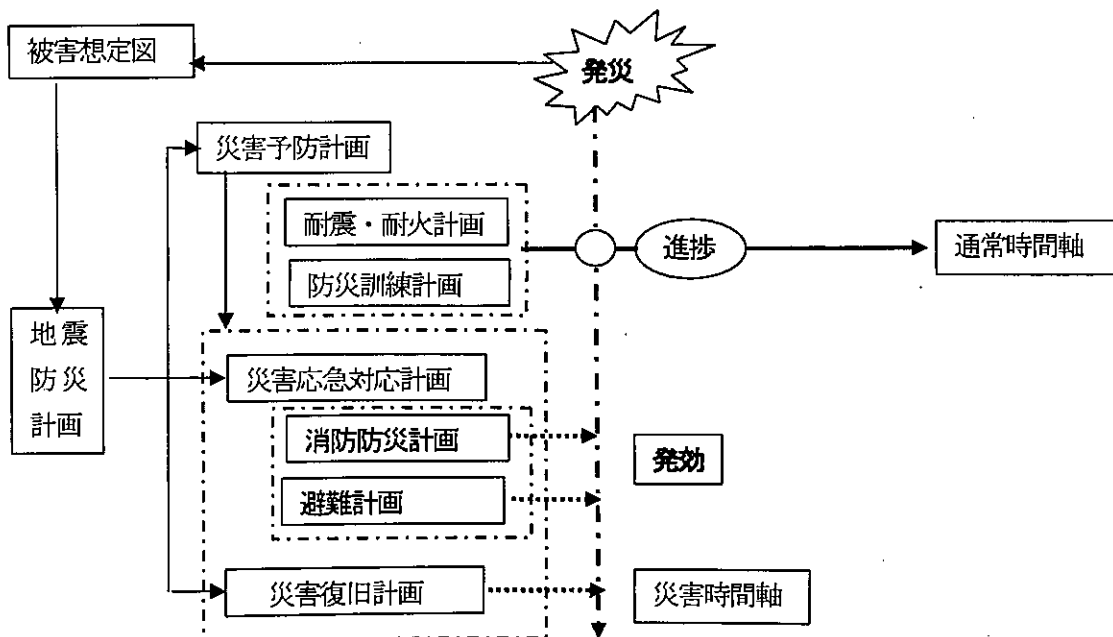 被害想定図
発災
災害予防計画
耐震・耐火計画
進捗
通常時間軸
防災訓練計画
地震
防災
計画
災害応急対応計画
消防防災計画
発効
避難計画
災害復旧計画
災害時間軸